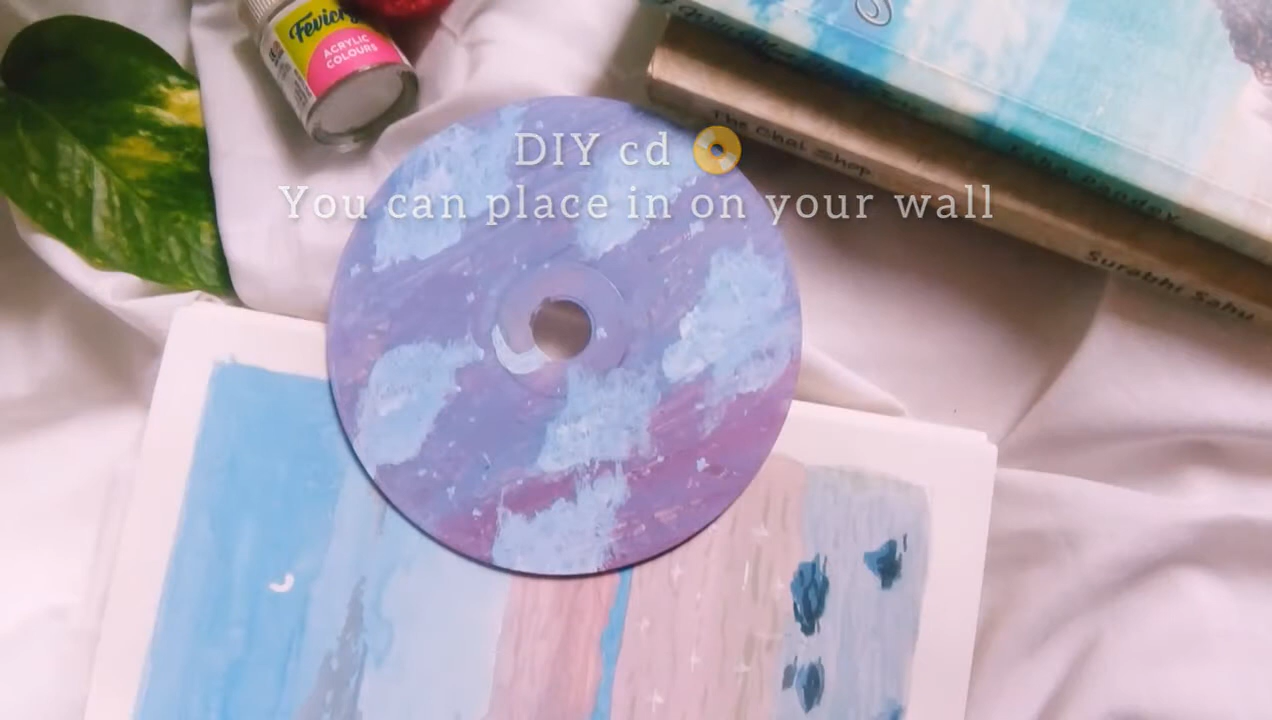 Fevicryl
ACRYLIC
COLOURS
DIY cd 📀
You can place in on your wall
The Chai Shop
Surabhi Sahu